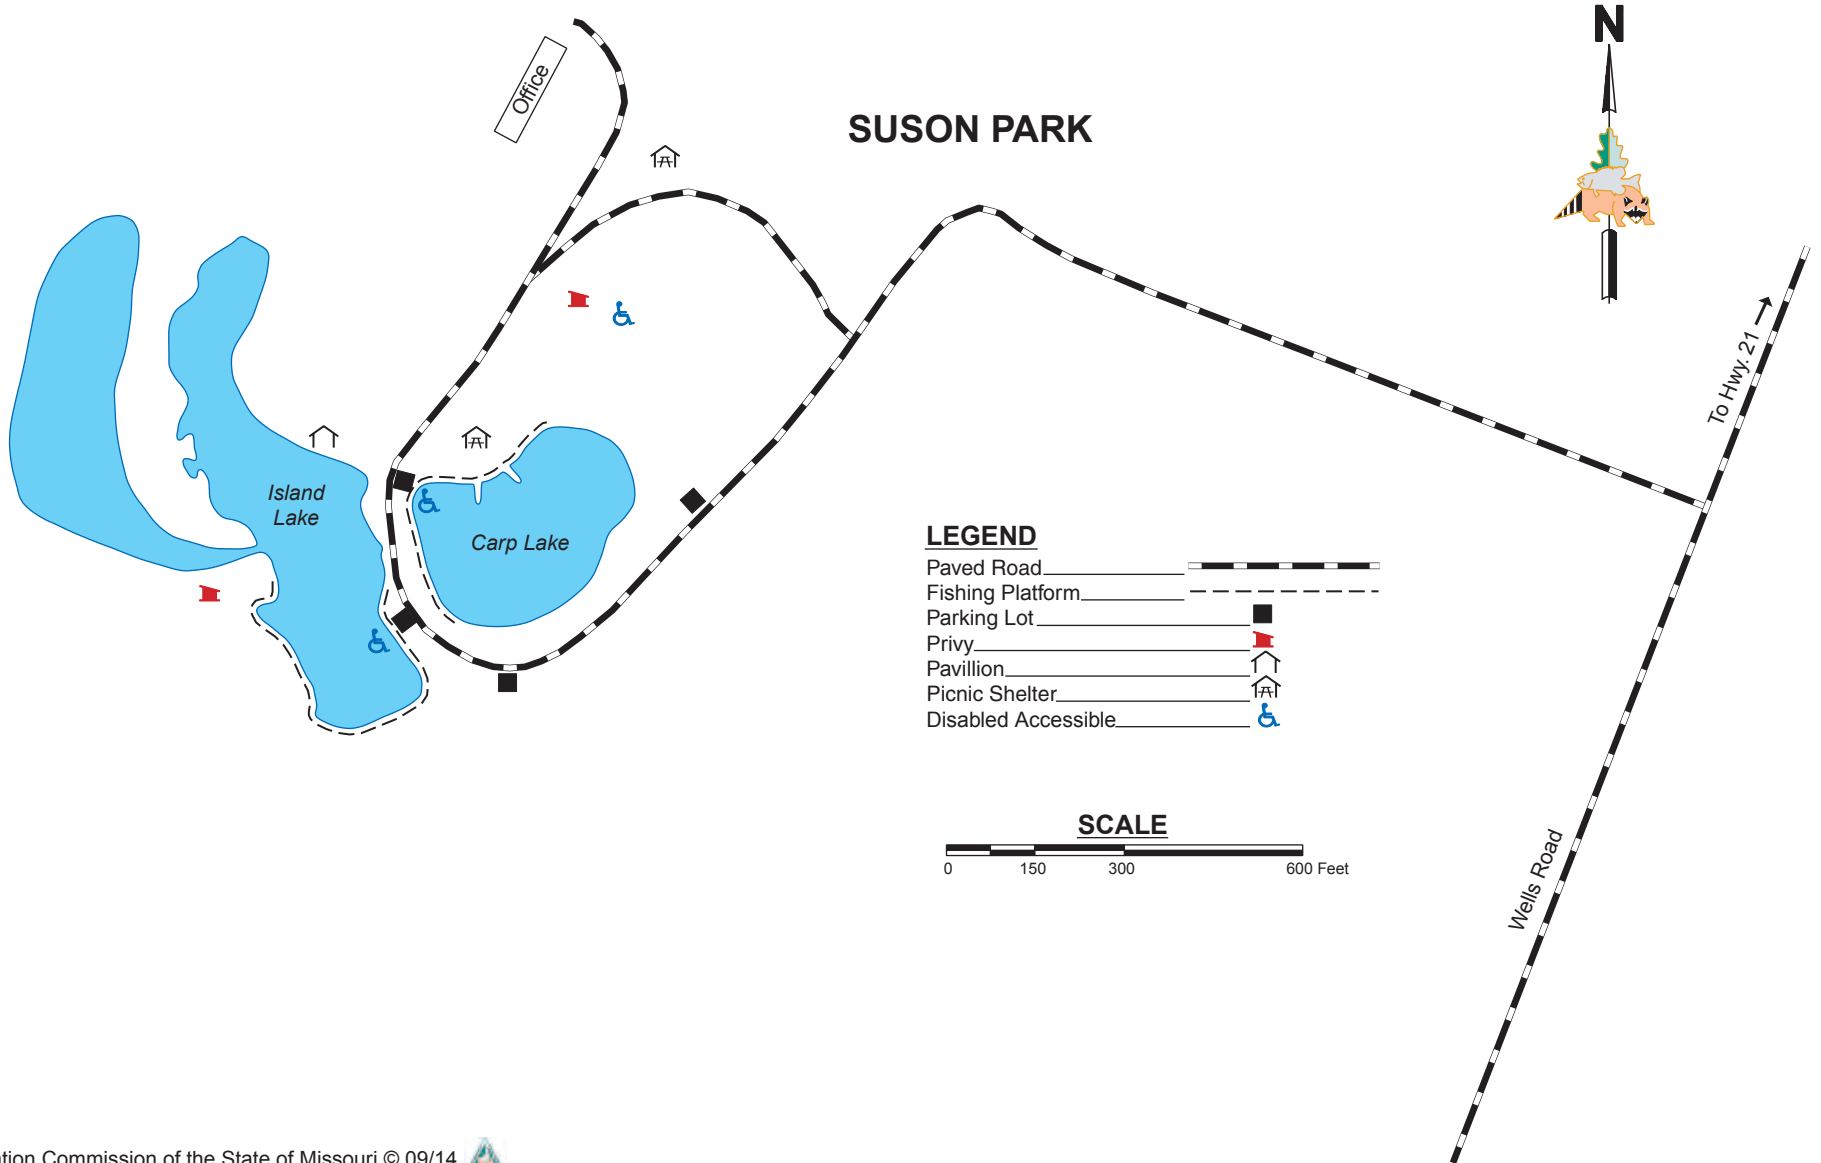 N
Office
SUSON PARK
To Hwy. 21
Island
Lake
Carp Lake
LEGEND
Paved Road
Fishing Platform
Parking Lot
Privy
Pavillion
Picnic Shelter
Disabled Accessible
SCALE
0 150 300 600 Feet
Wells Road
Commission of the State of Missouri © 09/14